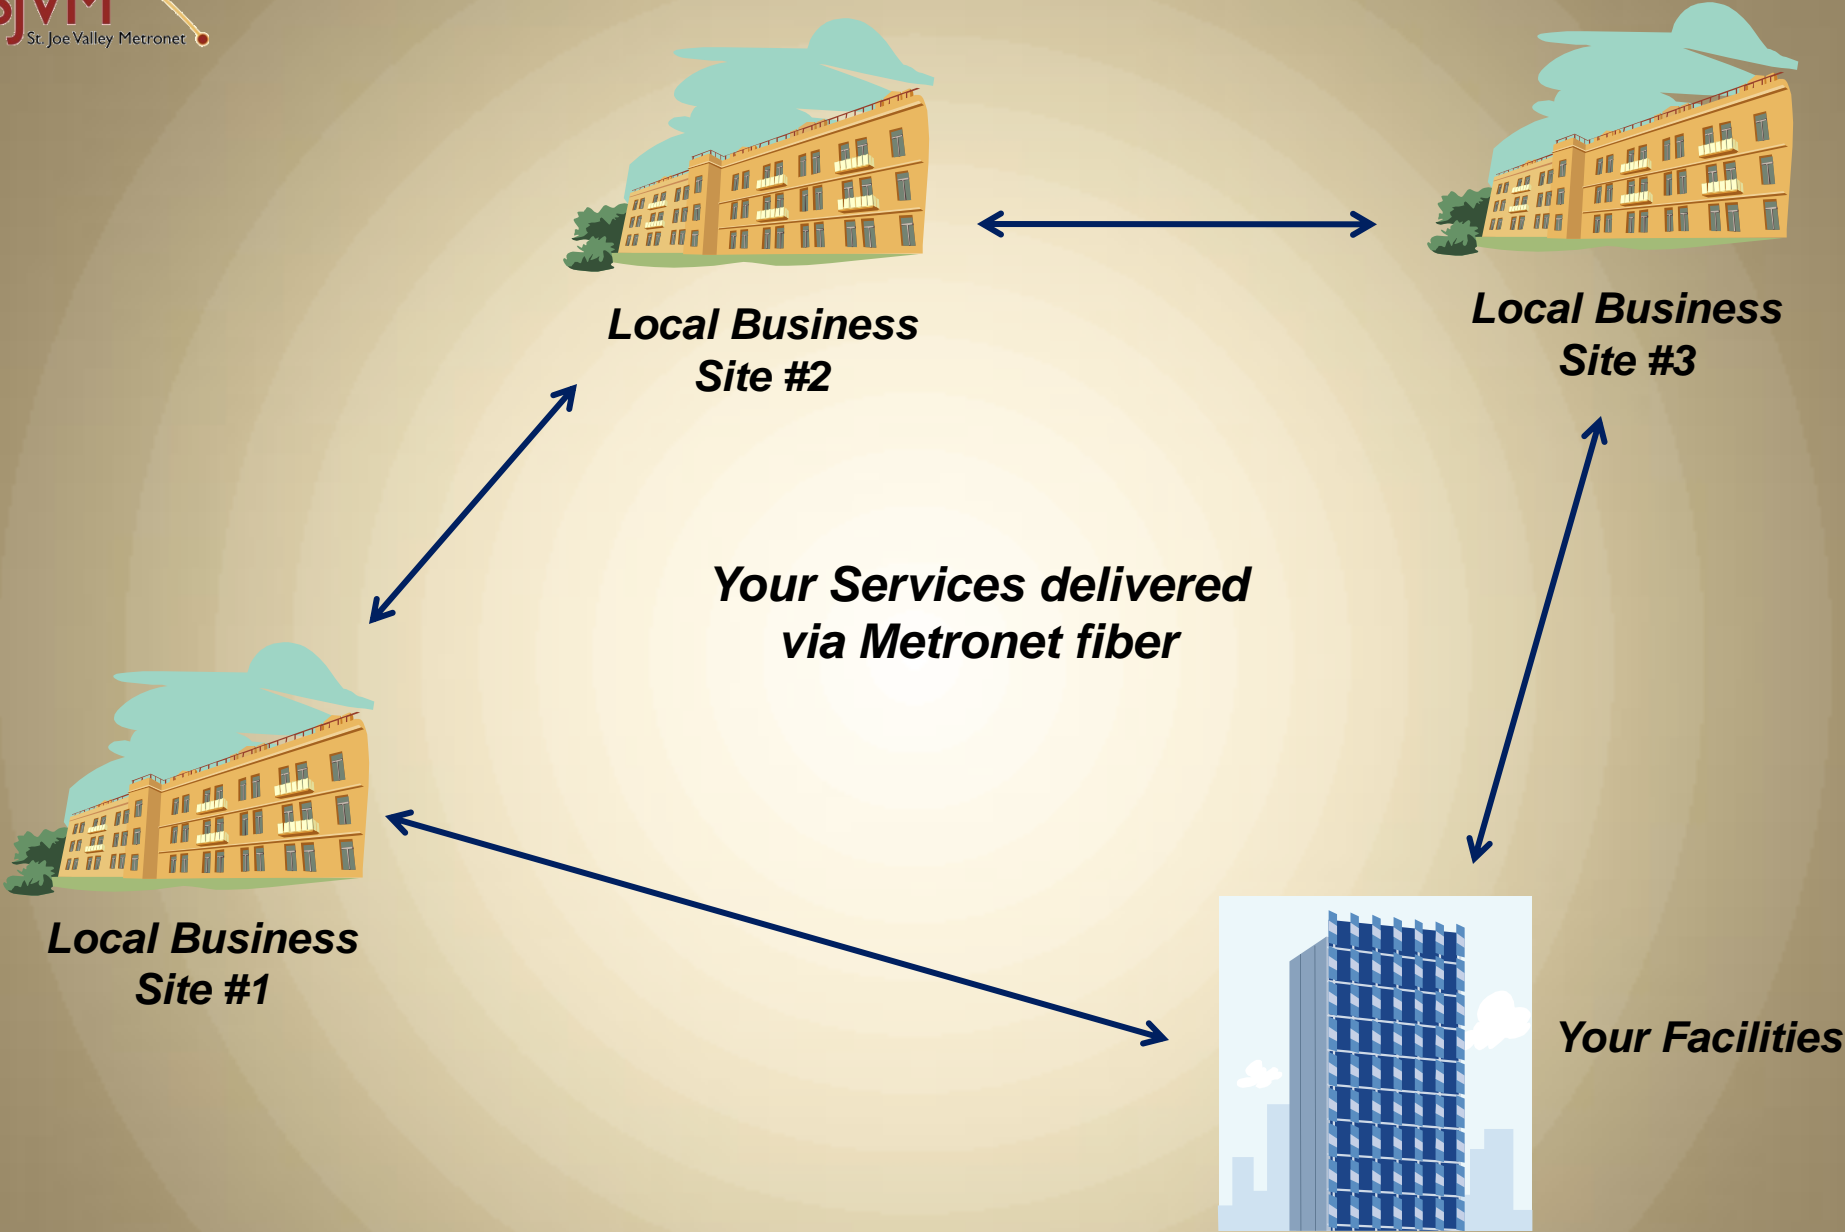 SJVM
St. Joe Valley Metronet
Local Business
Site #2
Local Business
Site #3
Your Services delivered
via Metronet fiber
Local Business
Site #1
Your Facilities